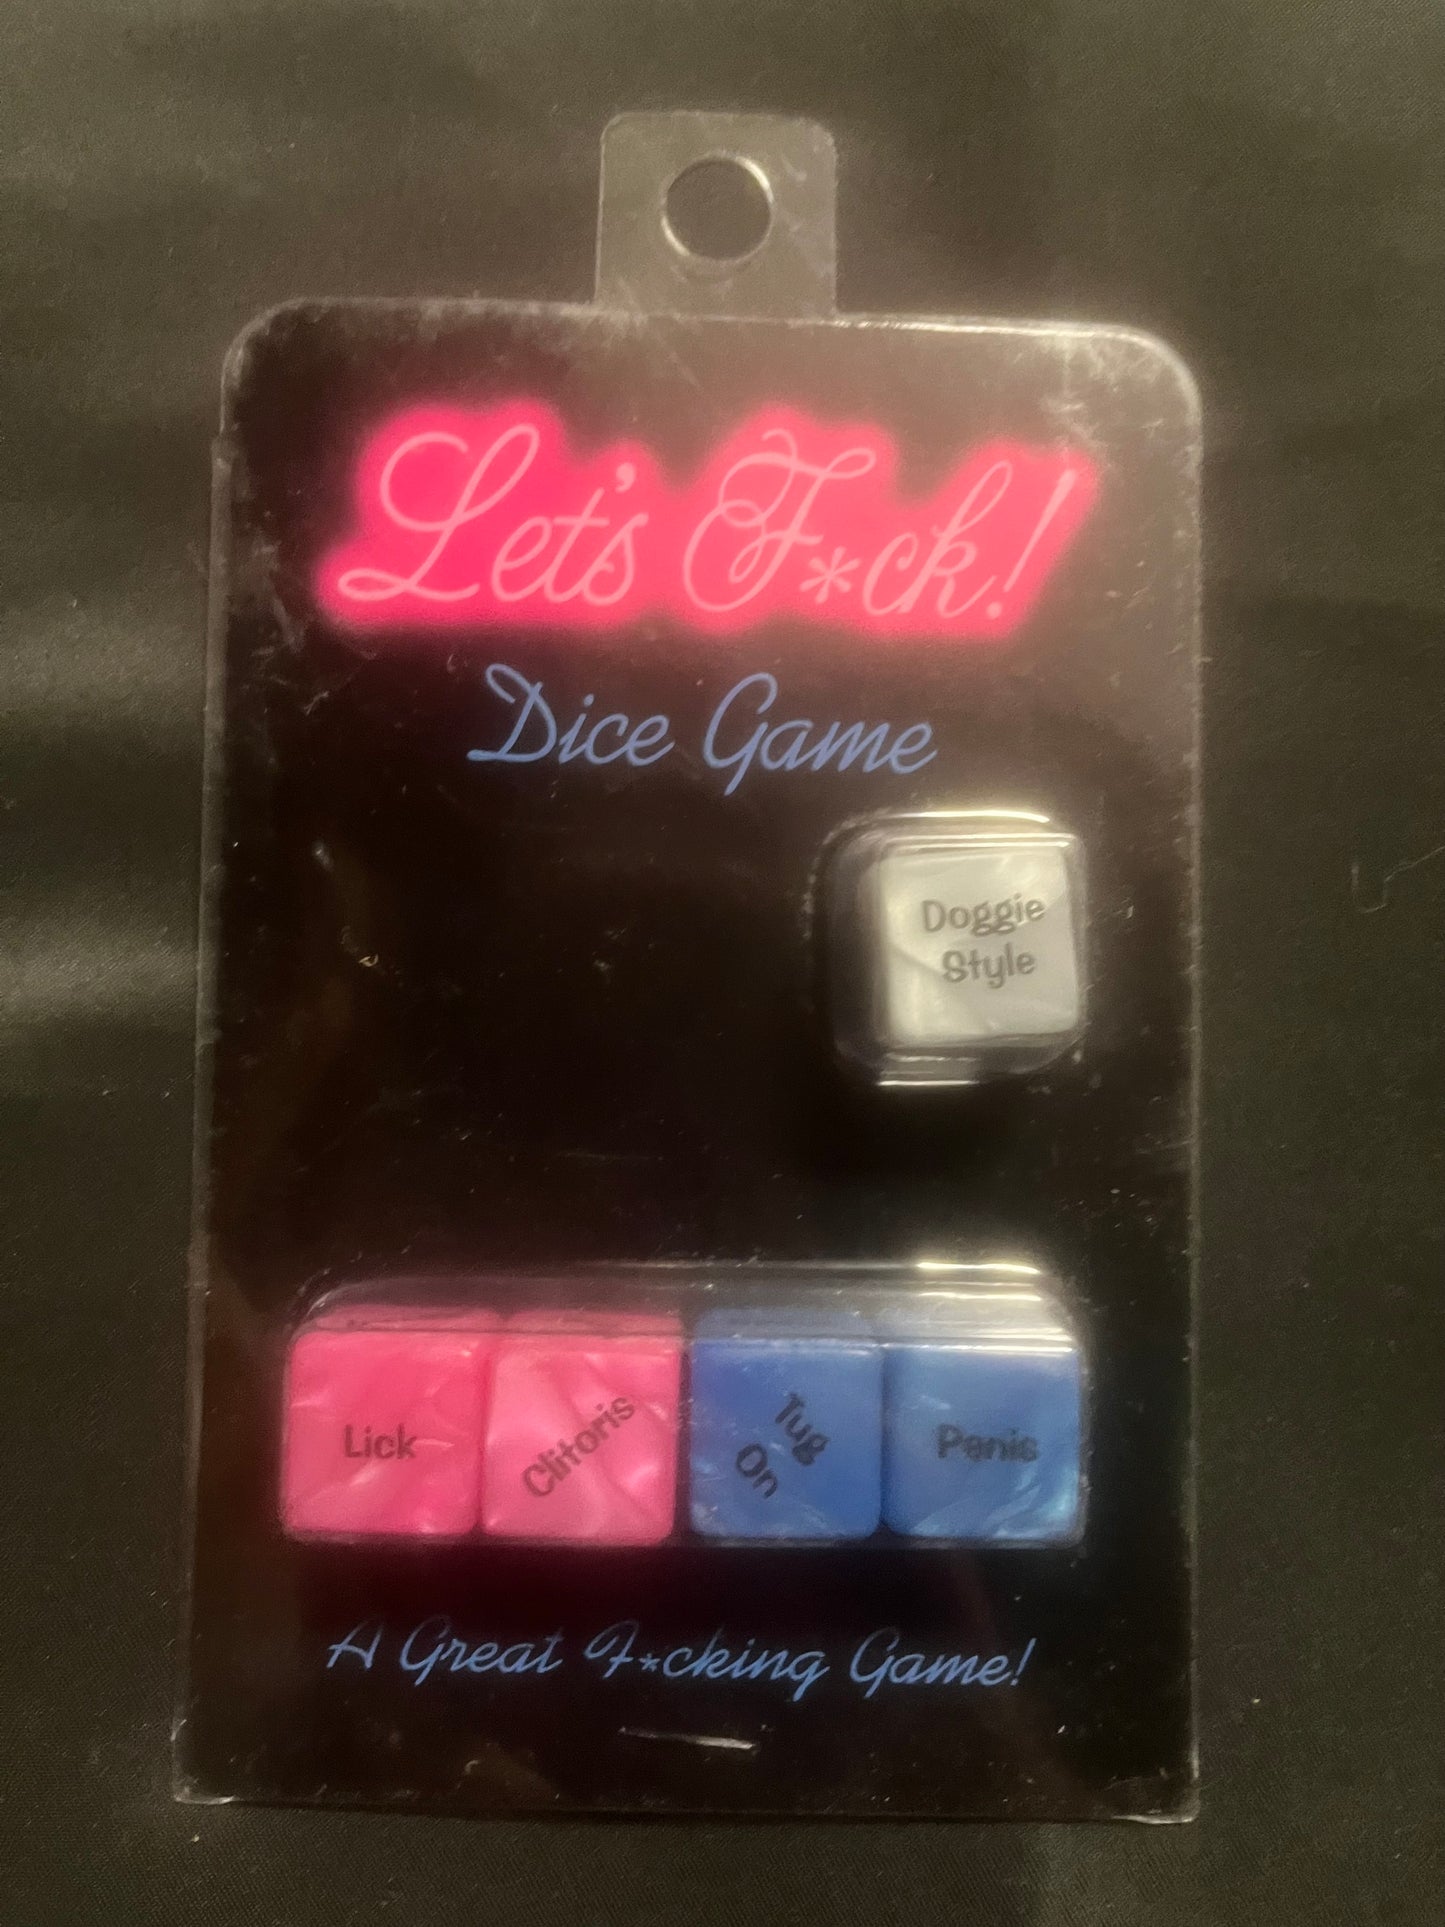 Let's F*ck!
Dice Game
Doggie
Style
Lick
Clitoris
Tug
On
Penis
A Great F*cking Game!